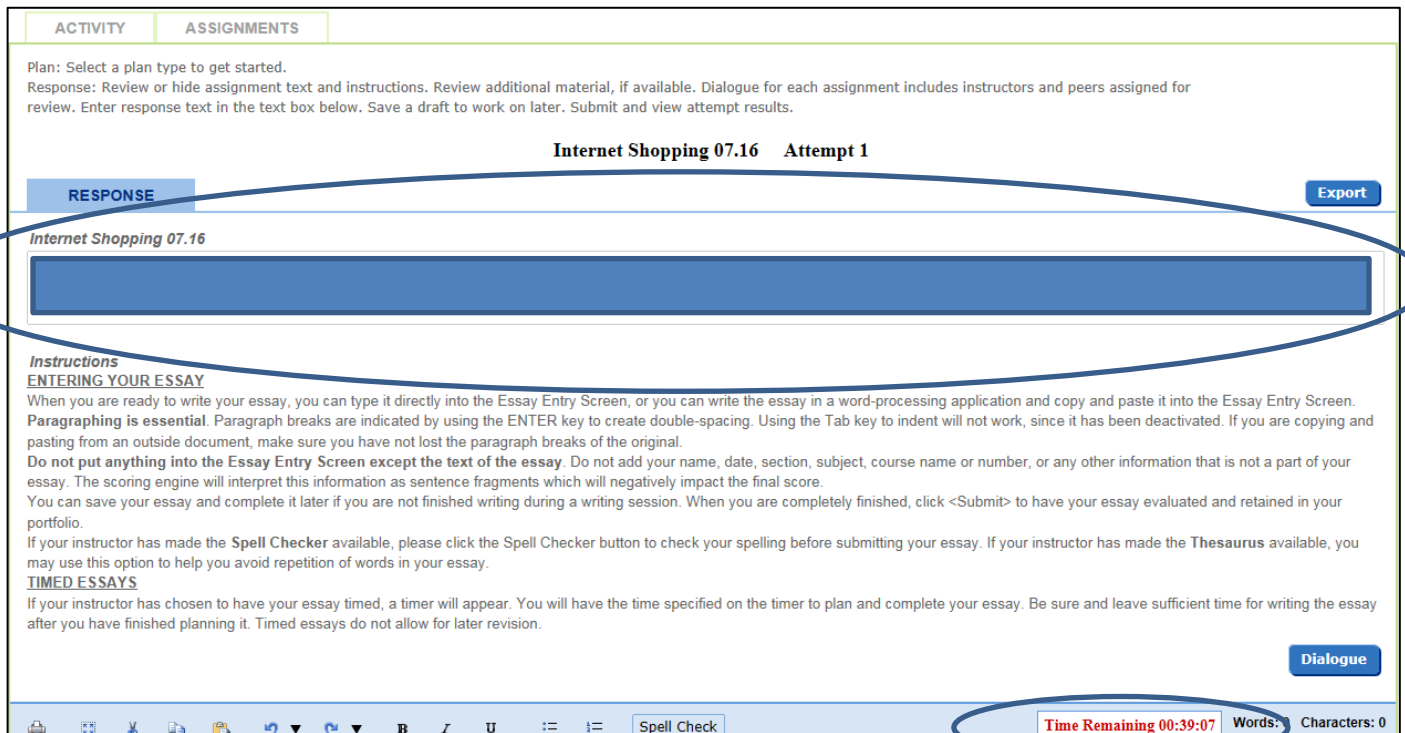 ACTIVITY ASSIGNMENTS
Plan: Select a plan type to get started.
Response: Review or hide assignment text and instructions. Review additional material, if available. Dialogue for each assignment includes instructors and peers assigned for
review. Enter response text in the text box below. Save a draft to work on later. Submit and view attempt results.
Internet Shopping 07.16 Attempt 1
RESPONSE Export
Internet Shopping 07.16
Instructions
ENTERING YOUR ESSAY
When you are ready to write your essay, you can type it directly into the Essay Entry Screen, or you can write the essay in a word-processing application and copy and paste it into the Essay Entry Screen.
Paragraphing is essential. Paragraph breaks are indicated by using the ENTER key to create double-spacing. Using the Tab key to indent will not work, since it has been deactivated. If you are copying and
pasting from an outside document, make sure you have not lost the paragraph breaks of the original.
Do not put anything into the Essay Entry Screen except the text of the essay. Do not add your name, date, section, subject, course name or number, or any other information that is not a part of your
essay. The scoring engine will interpret this information as sentence fragments which will negatively impact the final score.
You can save your essay and complete it later if you are not finished writing during a writing session. When you are completely finished, click <Submit> to have your essay evaluated and retained in your
portfolio.
If your instructor has made the Spell Checker available, please click the Spell Checker button to check your spelling before submitting your essay. If your instructor has made the Thesaurus available, you
may use this option to help you avoid repetition of words in your essay.
TIMED ESSAYS
If your instructor has chosen to have your essay timed, a timer will appear. You will have the time specified on the timer to plan and complete your essay. Be sure and leave sufficient time for writing the essay
after you have finished planning it. Timed essays do not allow for later revision.
Dialogue
B I U Spell Check Time Remaining 00:39:07 Words: 0 Characters: 0